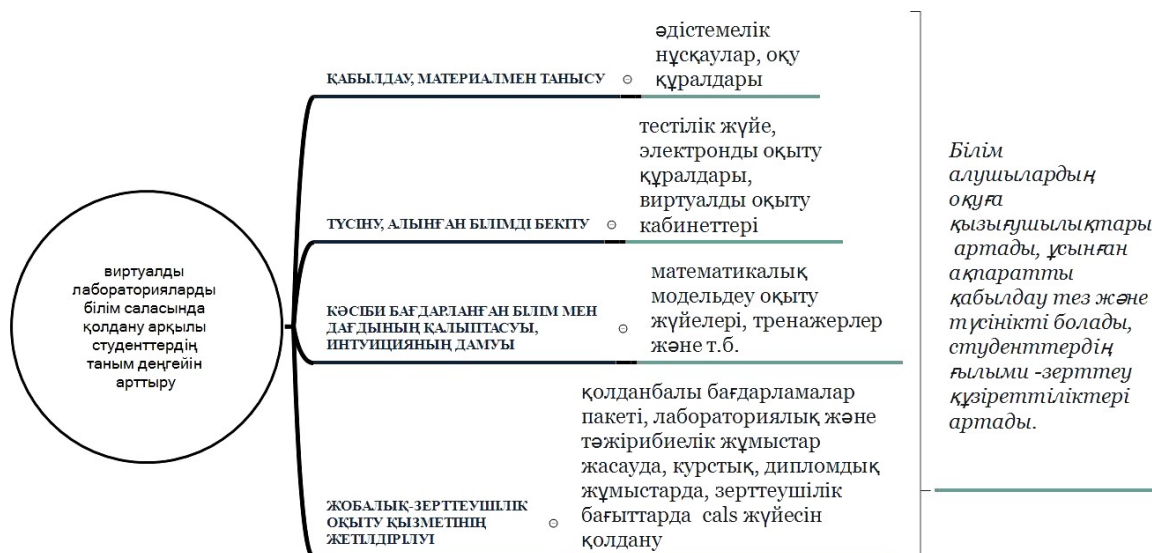 виртуалды
лабораторияларды
білім саласында
қолдану арқылы
студенттердің
таным деңгейін
арттыру
ҚАБЫЛДАУ, МАТЕРИАЛМЕН ТАНЫСУ
әдістемелік
нұсқаулар, оқу
құралдары
ТҮСІНУ, АЛЫНҒАН БІЛІМДІ БЕКІТУ
тестілік жүйе,
электронды оқыту
құралдары,
виртуалды оқыту
кабинеттері
КӘСІБИ БАҒДАРЛАНҒАН БІЛІМ МЕН
ДАҒДЫНЫҢ ҚАЛЫПТАСУЫ,
ИНТУИЦИЯНЫҢ ДАМУЫ
математикалық
модельдеу оқыту
жүйелері, тренажерлер
және т.б.
ЖОБАЛЫҚ-ЗЕРТТЕУШІЛІК
ОҚЫТУ ҚЫЗМЕТІНІҢ
ЖЕТІЛДІРІЛУІ
қолданбалы бағдарламалар
пакеті, лабораториялық және
тәжірибиелік жұмыстар
жасауда, курстық, дипломдық
жұмыстарда, зерттеушілік
бағыттарда cals жүйесін
қолдану
Білім
алушылардың
оқуға
қызығушылықтары
артады, ұсынған
ақпаратты
қабылдау тез және
түсінікті болады,
студенттердің
ғылыми -зерттеу
құзіреттіліктері
артады.